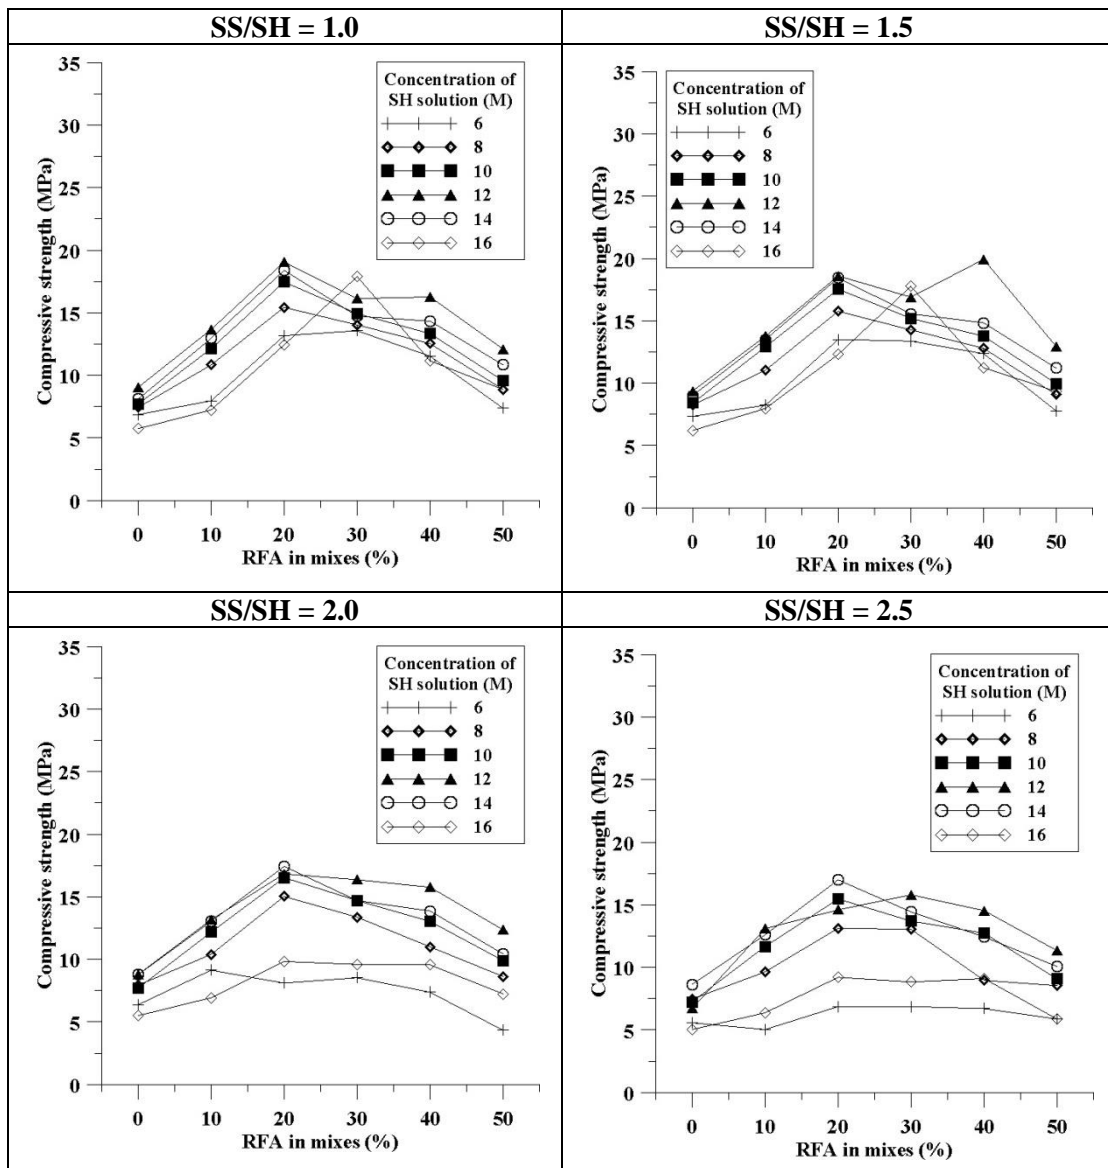 SS/SH = 1.0
35
30
25
20
15
10
5
0
Compressive strength (MPa)
Concentration of
SH solution (M)
6
8
10
12
14
16
0 10 20 30 40 50
RFA in mixes (%)
SS/SH = 1.5
35
30
25
20
15
10
5
0
Compressive strength (MPa)
Concentration of
SH solution (M)
6
8
10
12
14
16
0 10 20 30 40 50
RFA in mixes (%)
SS/SH = 2.0
35
30
25
20
15
10
5
0
Compressive strength (MPa)
Concentration of
SH solution (M)
6
8
10
12
14
16
0 10 20 30 40 50
RFA in mixes (%)
SS/SH = 2.5
35
30
25
20
15
10
5
0
Compressive strength (MPa)
Concentration of
SH solution (M)
6
8
10
12
14
16
0 10 20 30 40 50
RFA in mixes (%)